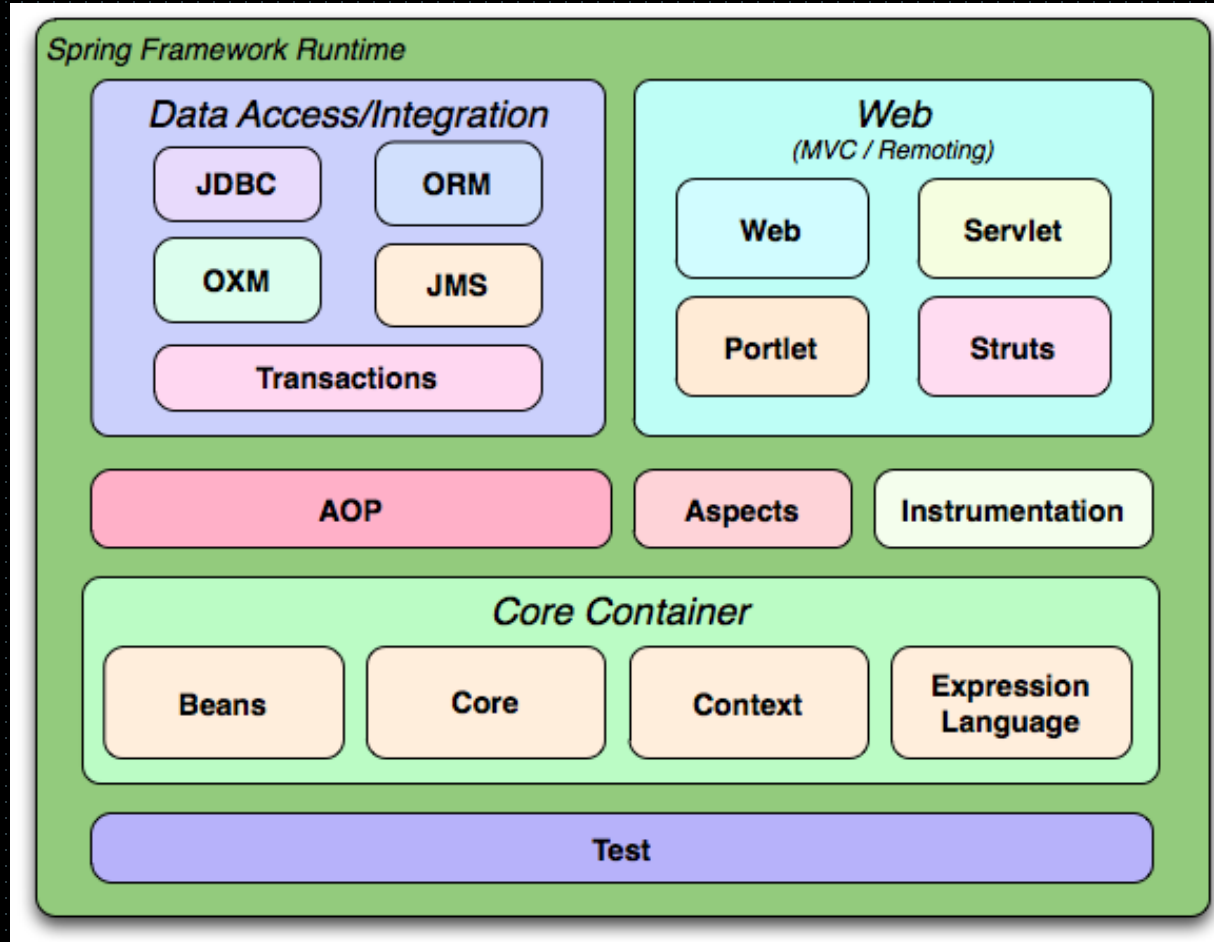 Spring Framework Runtime
Data Access/Integration
JDBC
ORM
OXM
JMS
Transactions
Web
(MVC / Remoting)
Web
Servlet
Portlet
Struts
AOP
Aspects
Instrumentation
Core Container
Beans
Core
Context
Expression
Language
Test